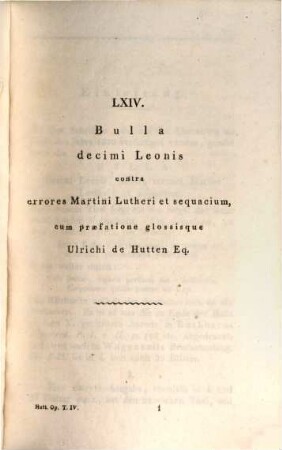 LXIV.
Bulla
decimi Leonis
contra
errores Martini Lutheri et sequacium,
cum præfatione glossisque
Ulrichi de Hutten Eq.
Hutt. Op. T. IV. 1